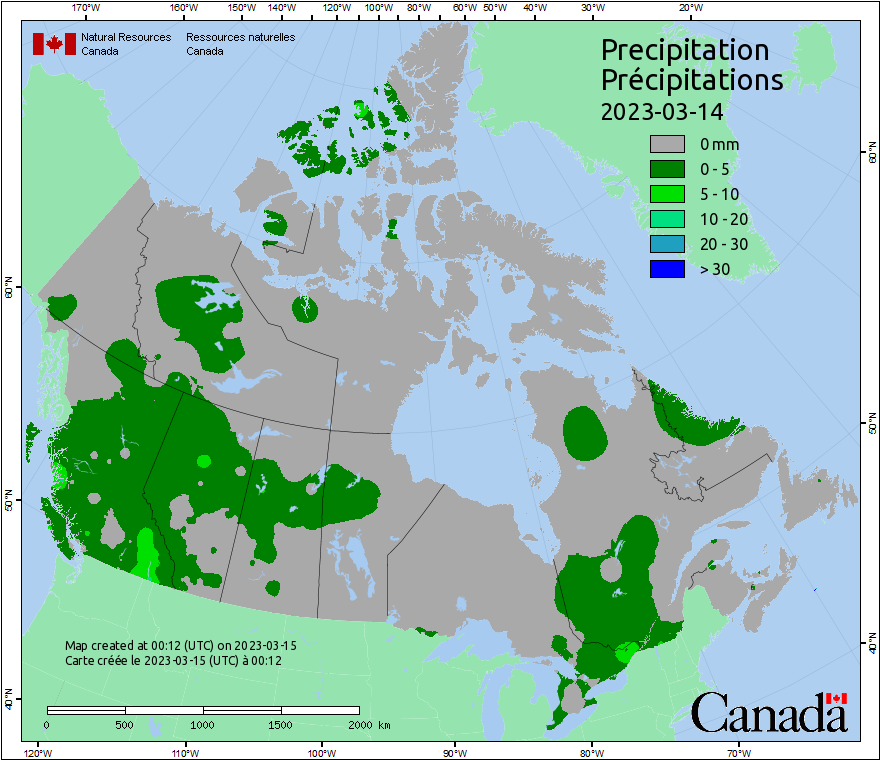 170°W 160°W 150°W 140°W 130°W 120°W 110°W 100°W 90°W 80°W 60°W 50°W 40°W 30°W 20°W
Natural Resources Ressources naturelles
Canada Canada
Precipitation
Précipitations
2023-03-14
0 mm
0 - 5
5 - 10
10 - 20
20 - 30
> 30
60°N
60°N
50°N
50°N
40°N
40°N
Map created at 00:12 (UTC) on 2023-03-15
Carte créée le 2023-03-15 (UTC) à 00:12
0 500 1000 1500 2000 km
Canada
120°W 110°W 100°W 90°W 80°W 70°W